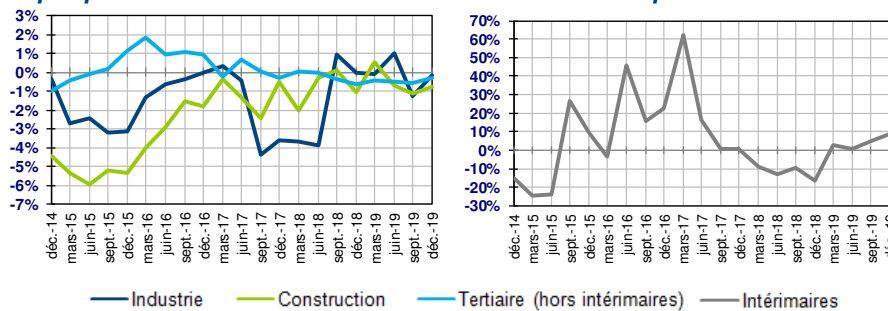 3%
2%
1%
0%
-1%
-2%
-3%
-4%
-5%
-6%
-7%
déc.-14
mars-15
juin-15
sept.-15
déc.-15
mars-16
juin-16
sept.-16
déc.-16
mars-17
juin-17
sept.-17
déc.-17
mars-18
juin-18
sept.-18
déc.-18
mars-19
juin-19
sept.-19
déc.-19
70%
60%
50%
40%
30%
20%
10%
0%
-10%
-20%
-30%
déc.-14
mars-15
juin-15
sept.-15
déc.-15
mars-16
juin-16
sept.-16
déc.-16
mars-17
juin-17
sept.-17
déc.-17
mars-18
juin-18
sept.-18
déc.-18
mars-19
juin-19
sept.-19
Industrie Construction Tertiaire (hors intérimaires) Intérimaires